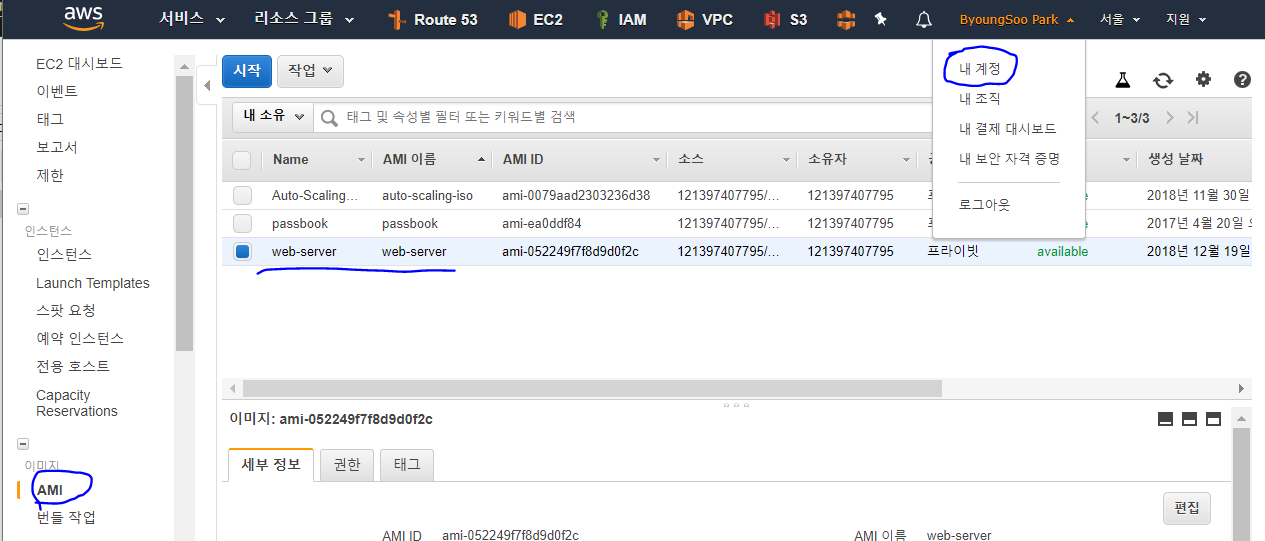 aws 서비스 리소스 그룹 Route 53 EC2 IAM VPC S3 ByoungSoo Park 서울 지원
내 계정
내 조직
내 결제 대시보드
내 보안 자격 증명
로그아웃
EC2 대시보드
이벤트
태그
보고서
제한
인스턴스
인스턴스
Launch Templates
스팟 요청
예약 인스턴스
전용 호스트
Capacity
Reservations
이미지
AMI
번들 작업
시작 작업
내 소유 태그 및 속성별 필터 또는 키워드별 검색 1~3/3
Name AMI 이름 AMI ID 소스 소유자 생성 날짜
Auto-Scaling... auto-scaling-iso ami-0079aad2303236d38 121397407795/... 121397407795 2018년 11월 30일
passbook passbook ami-ea0ddf84 121397407795/... 121397407795 2017년 4월 20일 오
web-server web-server ami-052249f7f8d9d0f2c 121397407795/... 121397407795 프라이빗 available 2018년 12월 19일
이미지: ami-052249f7f8d9d0f2c
세부 정보 권한 태그
편집
AMI ID ami-052249f7f8d9d0f2c AMI 이름 web-server